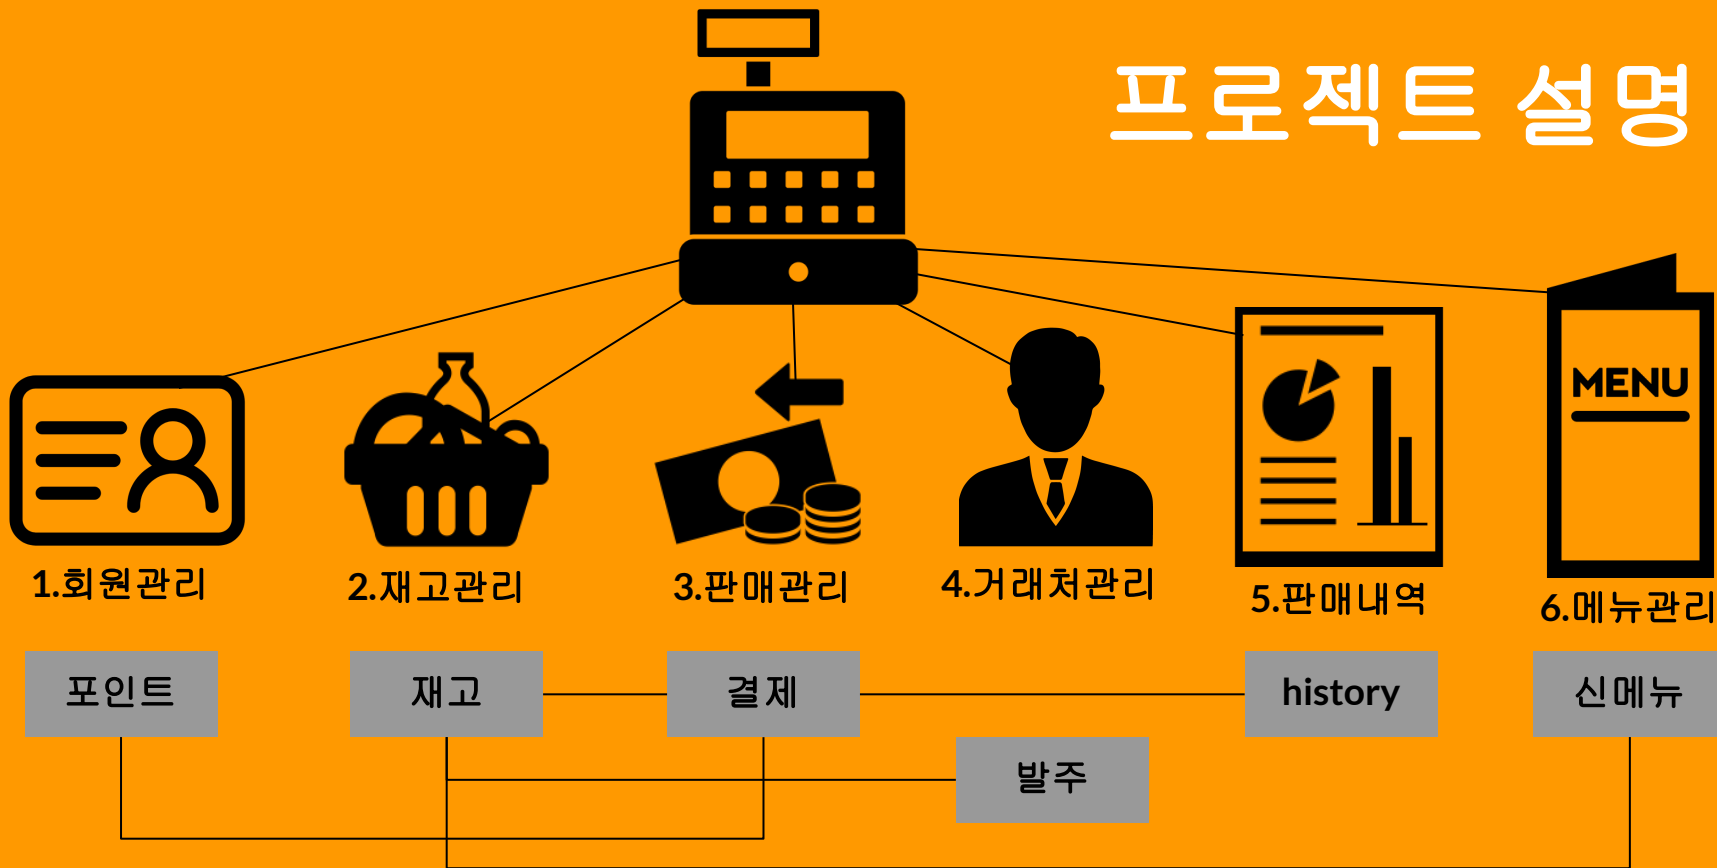 프로젝트 설명
MENU
1.회원관리
2.재고관리
3.판매관리
4.거래처관리
5.판매내역
6.메뉴관리
포인트
재고
결제
history
신메뉴
발주